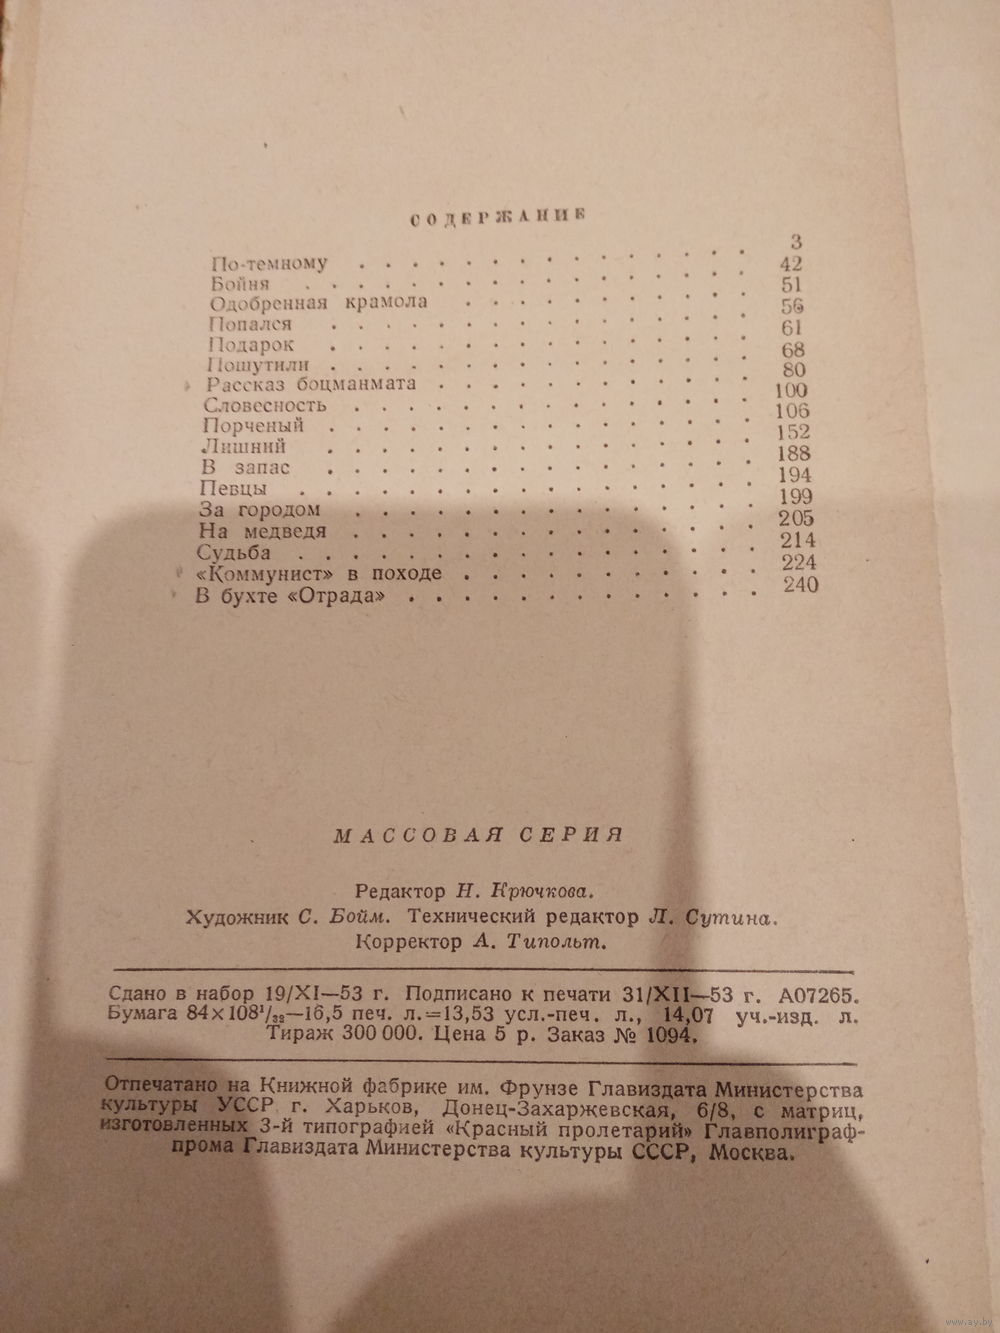 СОДЕРЖАНИЕ
По-темному . . . . . . . . . . . . . . . 3
Бойня . . . . . . . . . . . . . . . . . 42
Одобренная крамола . . . . . . . . . . . 51
Попался . . . . . . . . . . . . . . . . 56
Подарок . . . . . . . . . . . . . . . . 61
Пошутили . . . . . . . . . . . . . . . . 68
Рассказ боцманмата . . . . . . . . . . . . 80
Словесность . . . . . . . . . . . . . . . 100
Порченый . . . . . . . . . . . . . . . . 106
Лишний . . . . . . . . . . . . . . . . 152
В запас . . . . . . . . . . . . . . . . 188
Певцы . . . . . . . . . . . . . . . . . 194
За городом . . . . . . . . . . . . . . . 199
На медведя . . . . . . . . . . . . . . . 205
Судьба . . . . . . . . . . . . . . . . . 214
«Коммунист» в походе . . . . . . . . . . . 224
В бухте «Отрада» . . . . . . . . . . . . . 240
МАССОВАЯ СЕРИЯ
Редактор Н. Крючкова.
Художник С. Бойм. Технический редактор Л. Сутина.
Корректор А. Типольт.
Сдано в набор 19/XI—53 г. Подписано к печати 31/XII—53 г. А07265.
Бумага 84×108¹/₃₂—16,5 печ. л.=13,53 усл.-печ. л., 14,07 уч.-изд. л.
Тираж 300 000. Цена 5 р. Заказ № 1094.
Отпечатано на Книжной фабрике им. Фрунзе Главиздата Министерства
культуры УССР г. Харьков, Донец-Захаржевская, 6/8, с матриц,
изготовленных 3-й типографией «Красный пролетарий» Главполиграф-
прома Главиздата Министерства культуры СССР, Москва.
www.ay.by